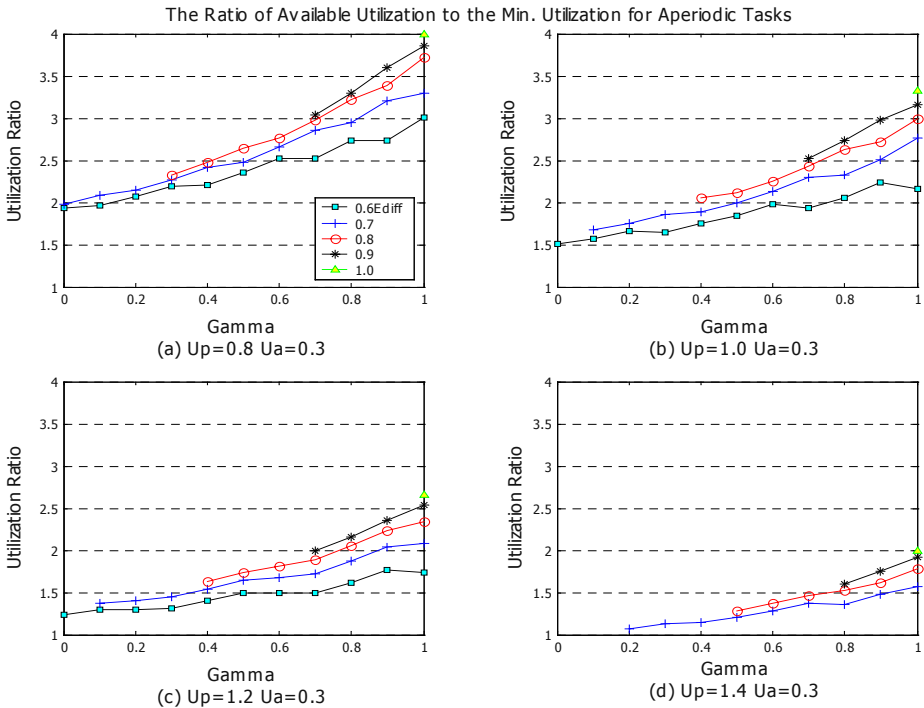 The Ratio of Available Utilization to the Min. Utilization for Aperiodic Tasks
4
3.5
3
2.5
2
1.5
1
0 0.2 0.4 0.6 0.8 1
Utilization Ratio
0.6Ediff
0.7
0.8
0.9
1.0
Gamma
(a) Up=0.8 Ua=0.3
4
3.5
3
2.5
2
1.5
1
0 0.2 0.4 0.6 0.8 1
Utilization Ratio
Gamma
(b) Up=1.0 Ua=0.3
4
3.5
3
2.5
2
1.5
1
0 0.2 0.4 0.6 0.8 1
Utilization Ratio
Gamma
(c) Up=1.2 Ua=0.3
4
3.5
3
2.5
2
1.5
1
0 0.2 0.4 0.6 0.8 1
Utilization Ratio
Gamma
(d) Up=1.4 Ua=0.3